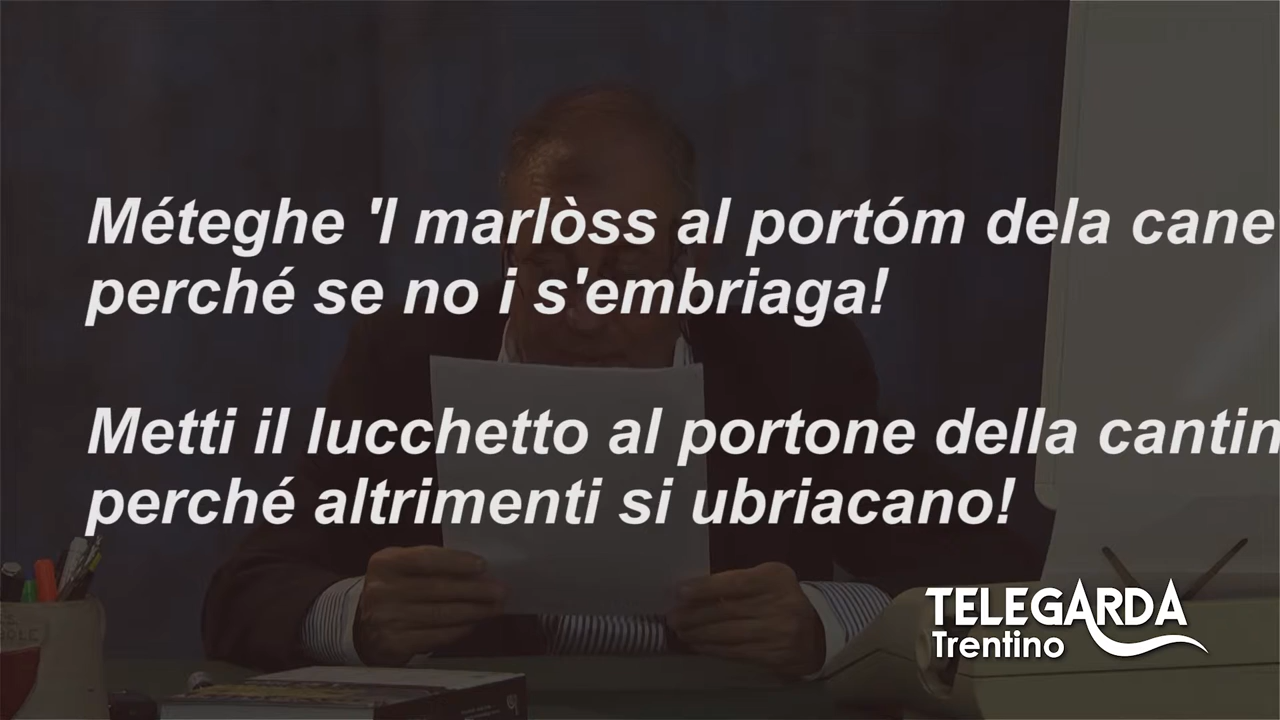 Méteghe 'l marlòss al portóm dela cane
perché se no i s'embriaga!
Metti il lucchetto al portone della cantin
perché altrimenti si ubriacano!
TELEGARDA
Trentino